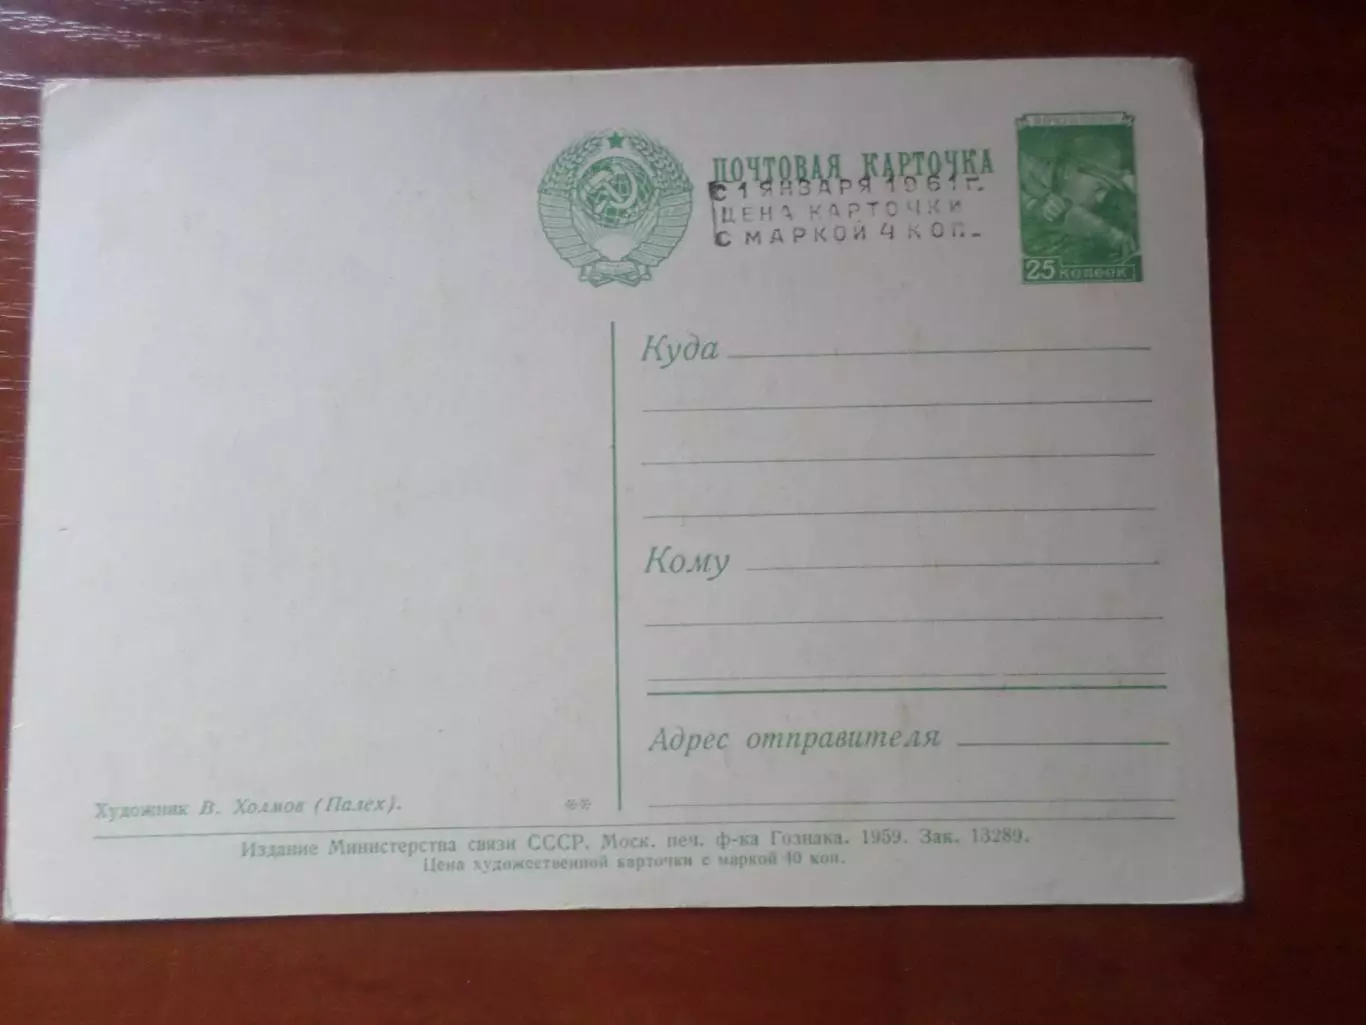 ПОЧТОВАЯ КАРТОЧКА
С 1 ЯНВАРЯ 1961 г.
ЦЕНА КАРТОЧКИ
С МАРКОЙ 4 КОП.
25 копеек
Куда
Кому
Адрес отправителя
Художник В. Холмов (Палех).
Издание Министерства связи СССР. Моск. печ. ф-ка Гознака. 1959. Зак. 13289.
Цена художественной карточки с маркой 40 коп.